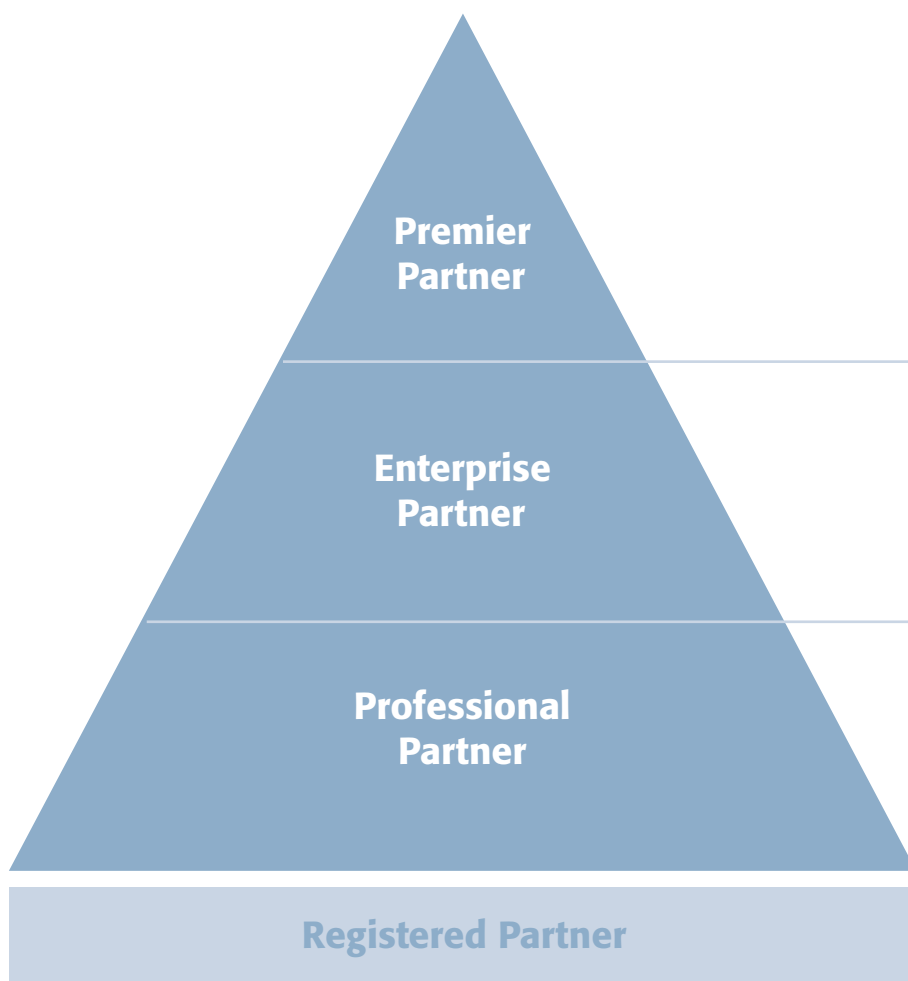 Premier
Partner
Enterprise
Partner
Professional
Partner
Registered Partner